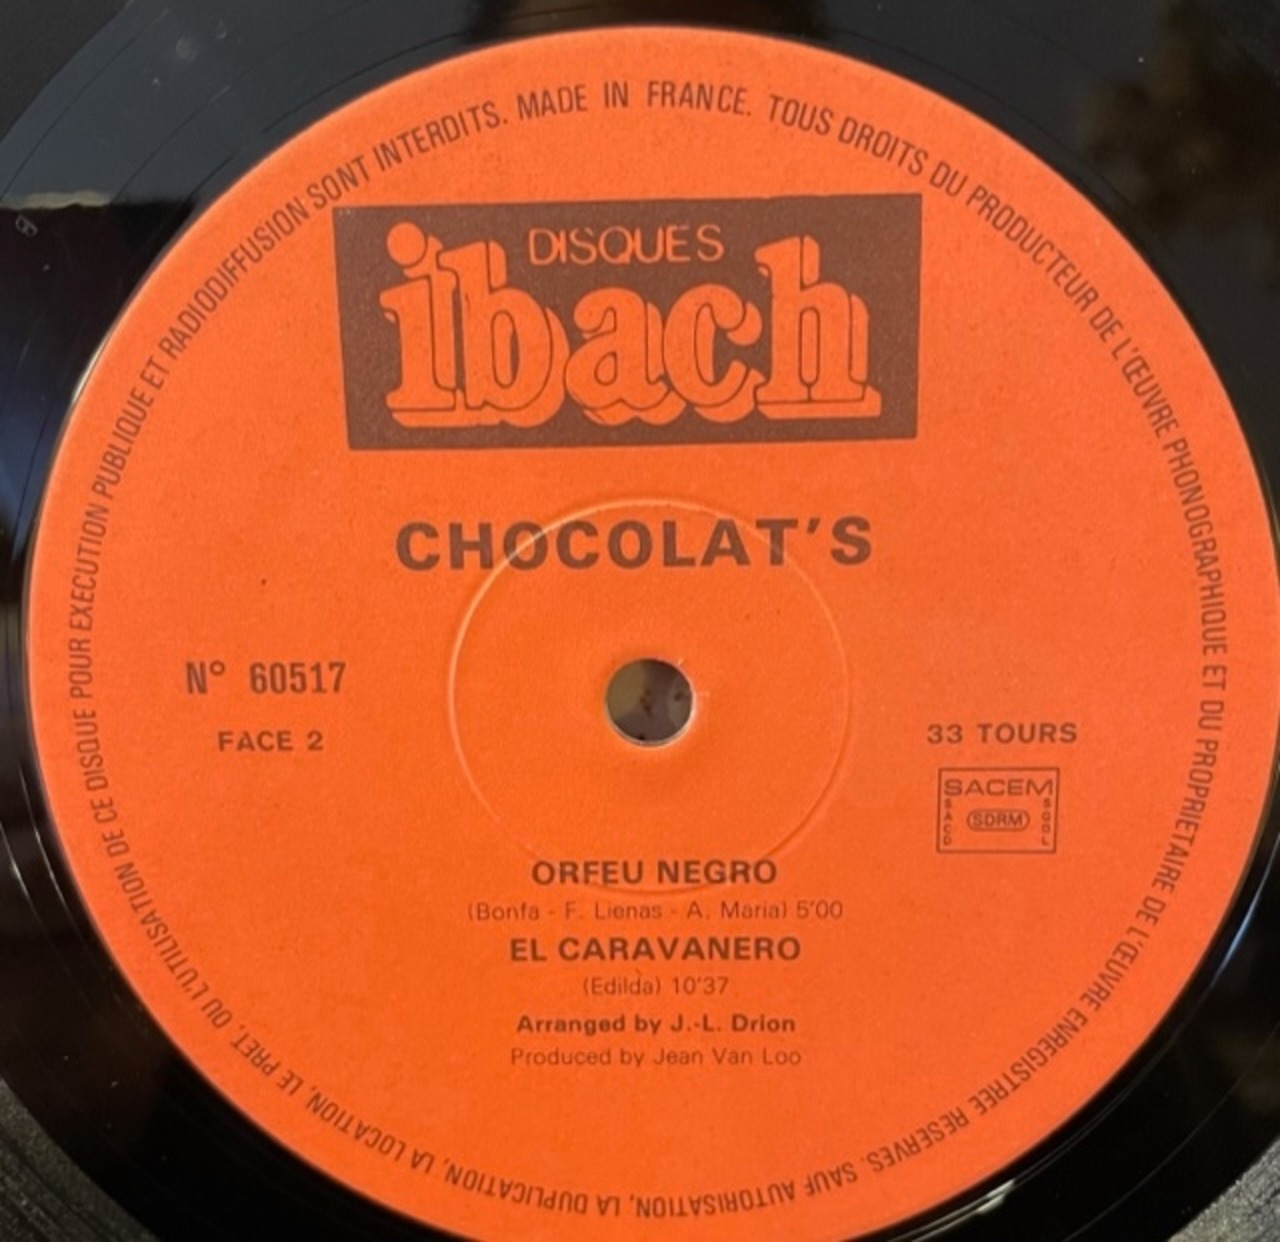 TOUS DROITS DU PRODUCTEUR DE L'ŒUVRE PHONOGRAPHIQUE ET DU PROPRIETAIRE DE L'ŒUVRE ENREGISTREE RESERVES. SAUF AUTORISATION, LA DUPLICATION, LA LOCATION, LE PRET, OU L'UTILISATION DE CE DISQUE POUR EXECUTION PUBLIQUE ET RADIODIFFUSION SONT INTERDITS. MADE IN FRANCE.
DISQUES
ibach
CHOCOLAT'S
N° 60517
FACE 2
33 TOURS
SACEM
SACD
SDRM
SGDL
ORFEU NEGRO
(Bonfa - F. Lienas - A. Maria) 5'00
EL CARAVANERO
(Edilda) 10'37
Arranged by J.-L. Drion
Produced by Jean Van Loo